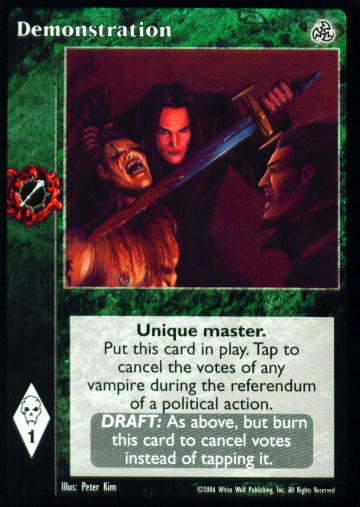 Demonstration
Unique master.
Put this card in play. Tap to
cancel the votes of any
vampire during the referendum
of a political action.
DRAFT: As above, but burn
this card to cancel votes
instead of tapping it.
1
Illus: Peter Kim
©2006 White Wolf Publishing, Inc. All Rights Reserved